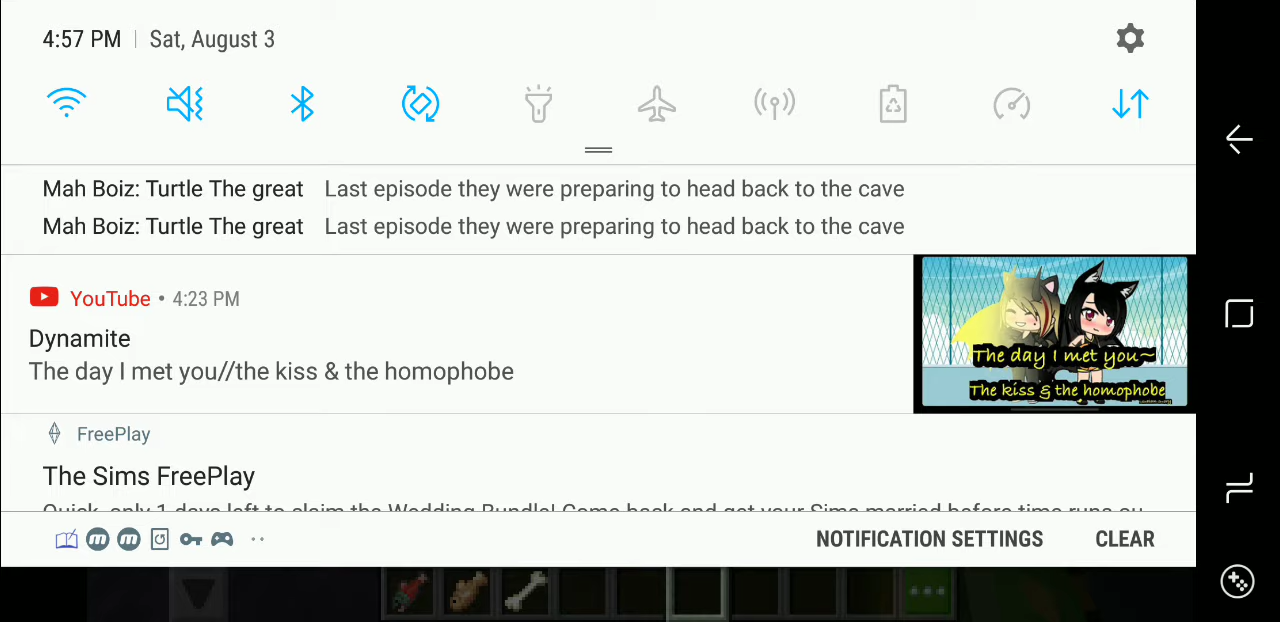 4:57 PM | Sat, August 3
Mah Boiz: Turtle The great Last episode they were preparing to head back to the cave
Mah Boiz: Turtle The great Last episode they were preparing to head back to the cave
YouTube • 4:23 PM
Dynamite
The day I met you//the kiss & the homophobe
The day I met you~
The kiss & the homophobe
FreePlay
The Sims FreePlay
Quick, only 1 days left to claim the Wedding Bundle! Come back and get your Sims married before time runs ou
NOTIFICATION SETTINGS CLEAR